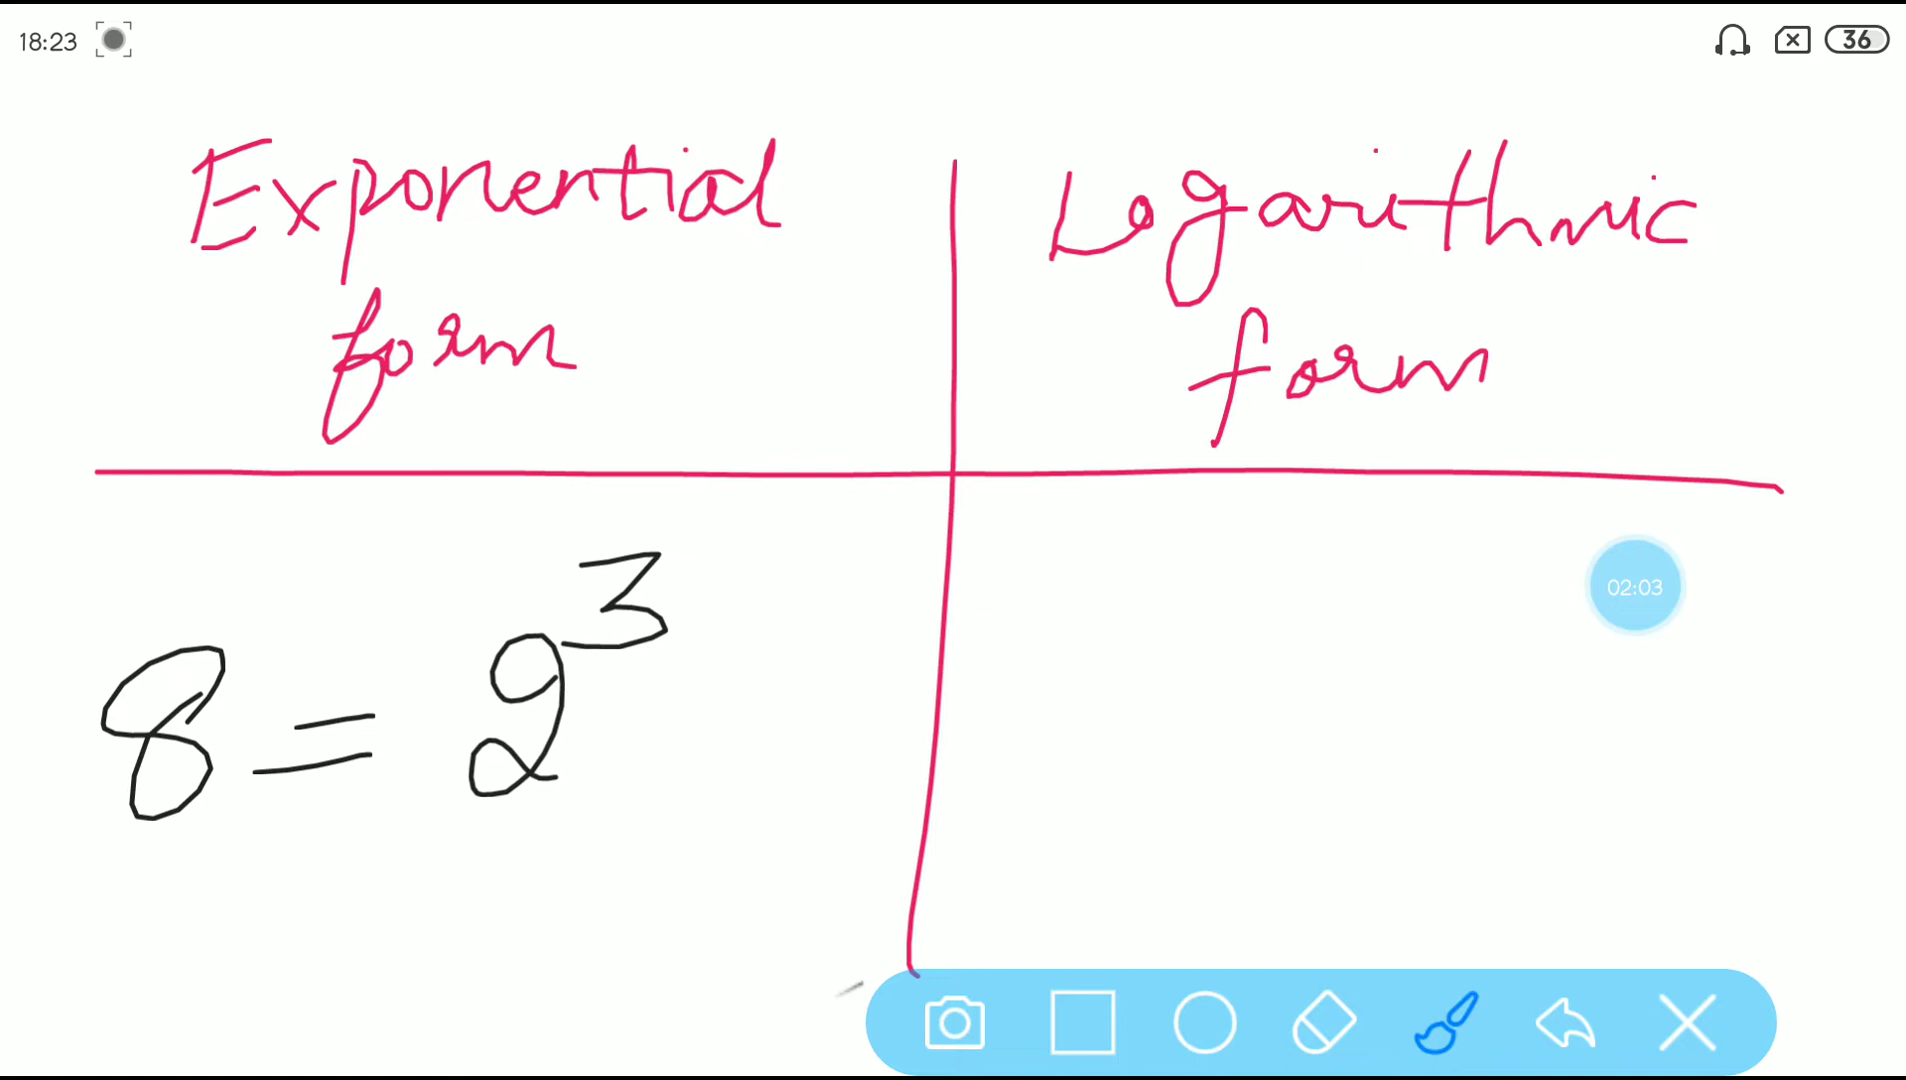 18:23
36
Exponential
form
Logarithmic
form
02:03
8 = 2³